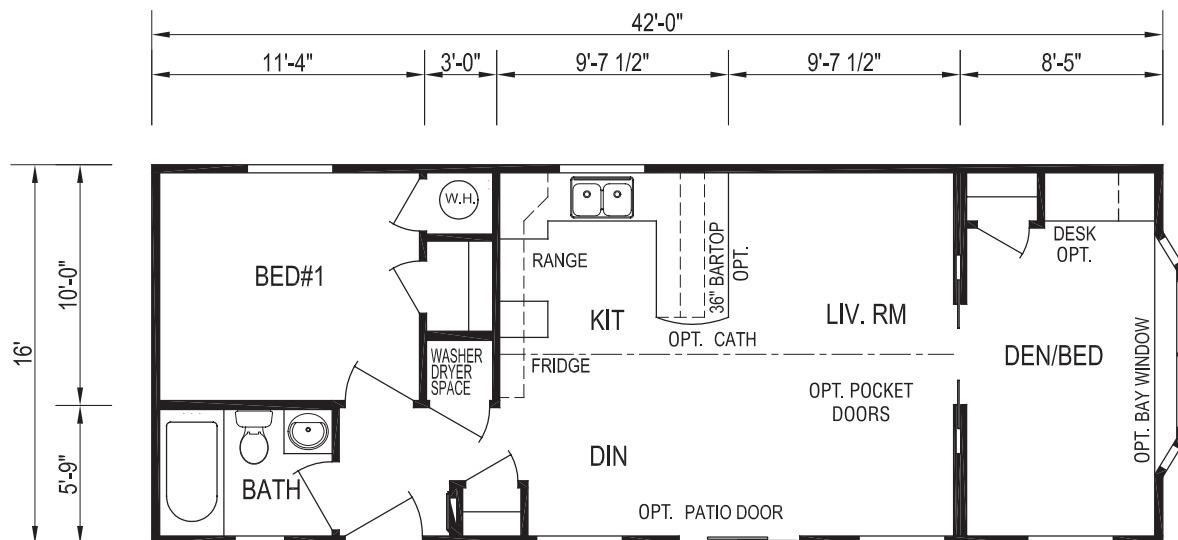 42'-0"
11'-4"
3'-0"
9'-7 1/2"
9'-7 1/2"
8'-5"
16'
10'-0"
5'-9"
W.H.
BED#1
RANGE
KIT
36" BARTOP
OPT.
OPT. CATH
FRIDGE
WASHER
DRYER
SPACE
LIV. RM
OPT. POCKET
DOORS
DESK
OPT.
DEN/BED
OPT. BAY WINDOW
BATH
DIN
OPT. PATIO DOOR